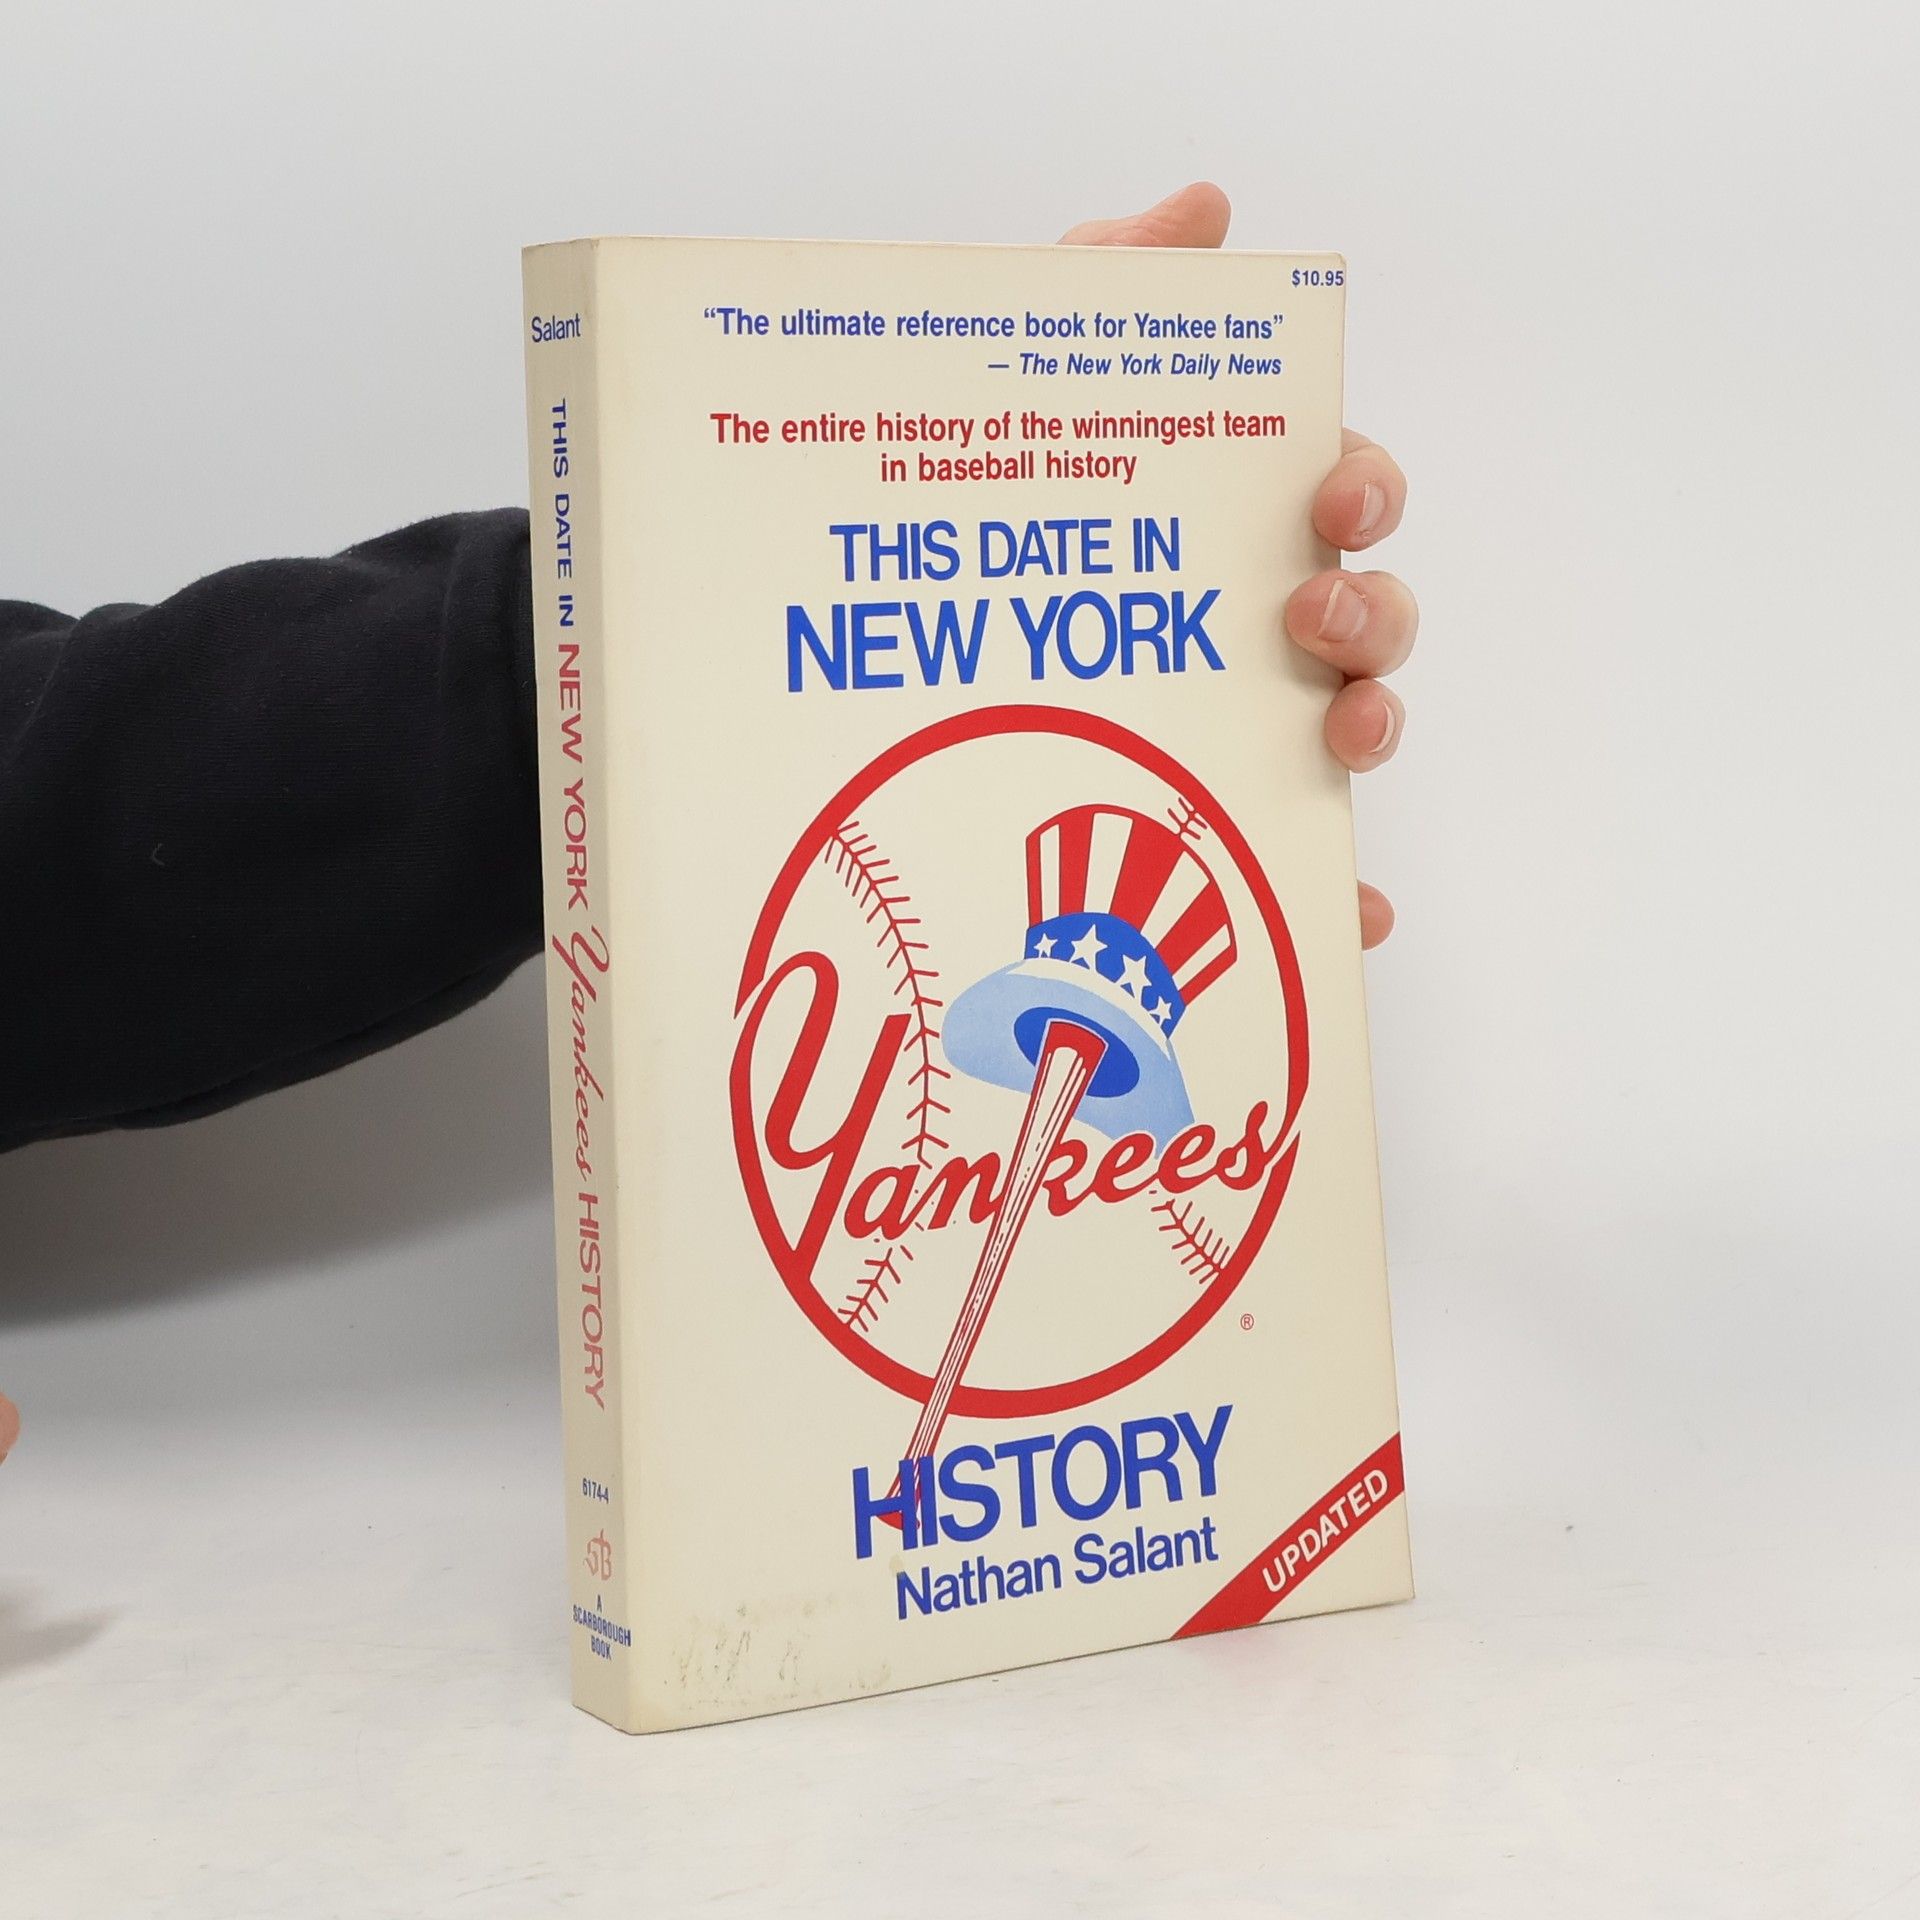 $10.95
“The ultimate reference book for Yankee fans”
— The New York Daily News
The entire history of the winningest team
in baseball history
THIS DATE IN
NEW YORK
Yankees
®
HISTORY
Nathan Salant
UPDATED
Salant
THIS DATE IN NEW YORK Yankees HISTORY
6174-4
A
SCARBOROUGH
BOOK